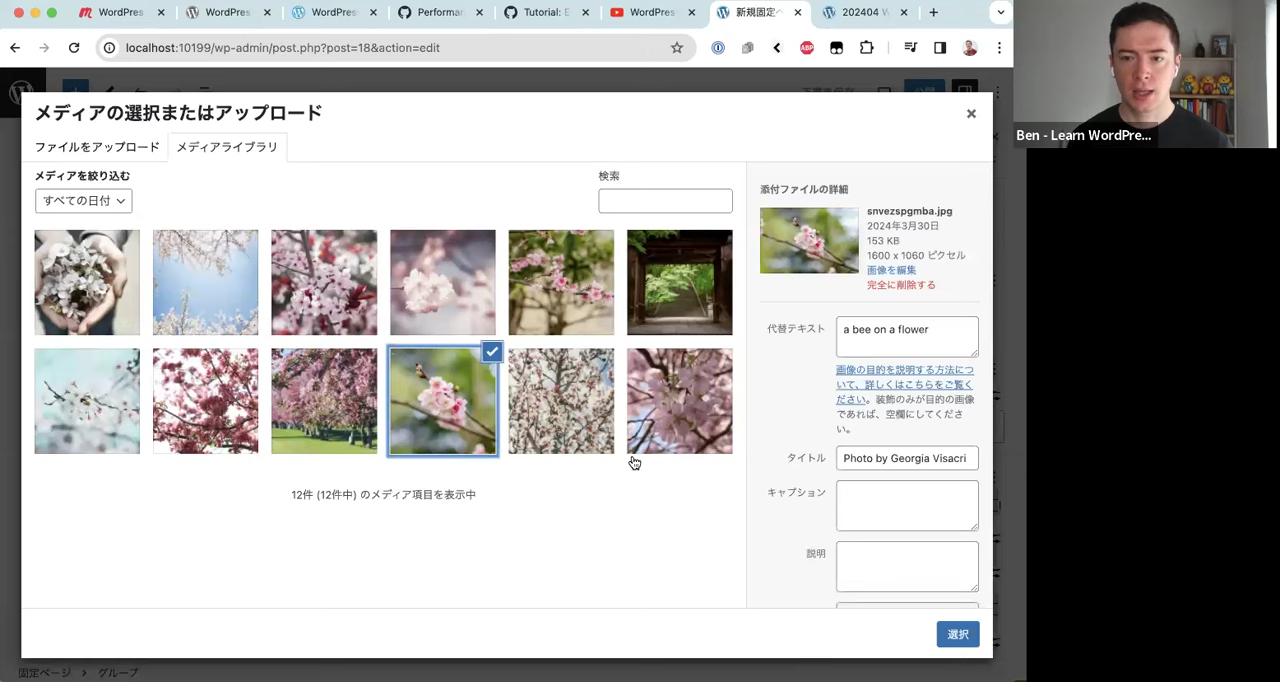 WordPres
WordPres
WordPres
Performa
Tutorial: E
WordPres
新規固定ペ
202404 W
localhost:10199/wp-admin/post.php?post=18&action=edit
ABP
メディアの選択またはアップロード
ファイルをアップロード
メディアライブラリ
メディアを絞り込む
すべての日付
検索
添付ファイルの詳細
snvezspgmba.jpg
2024年3月30日
153 KB
1600 x 1060 ピクセル
画像を編集
完全に削除する
代替テキスト
a bee on a flower
画像の目的を説明する方法につ
いて、詳しくはこちらをご覧く
ださい。装飾のみが目的の画像
であれば、空欄にしてくださ
い。
タイトル
Photo by Georgia Visacri
キャプション
説明
12件 (12件中) のメディア項目を表示中
選択
固定ページ › グループ
Ben - Learn WordPre...